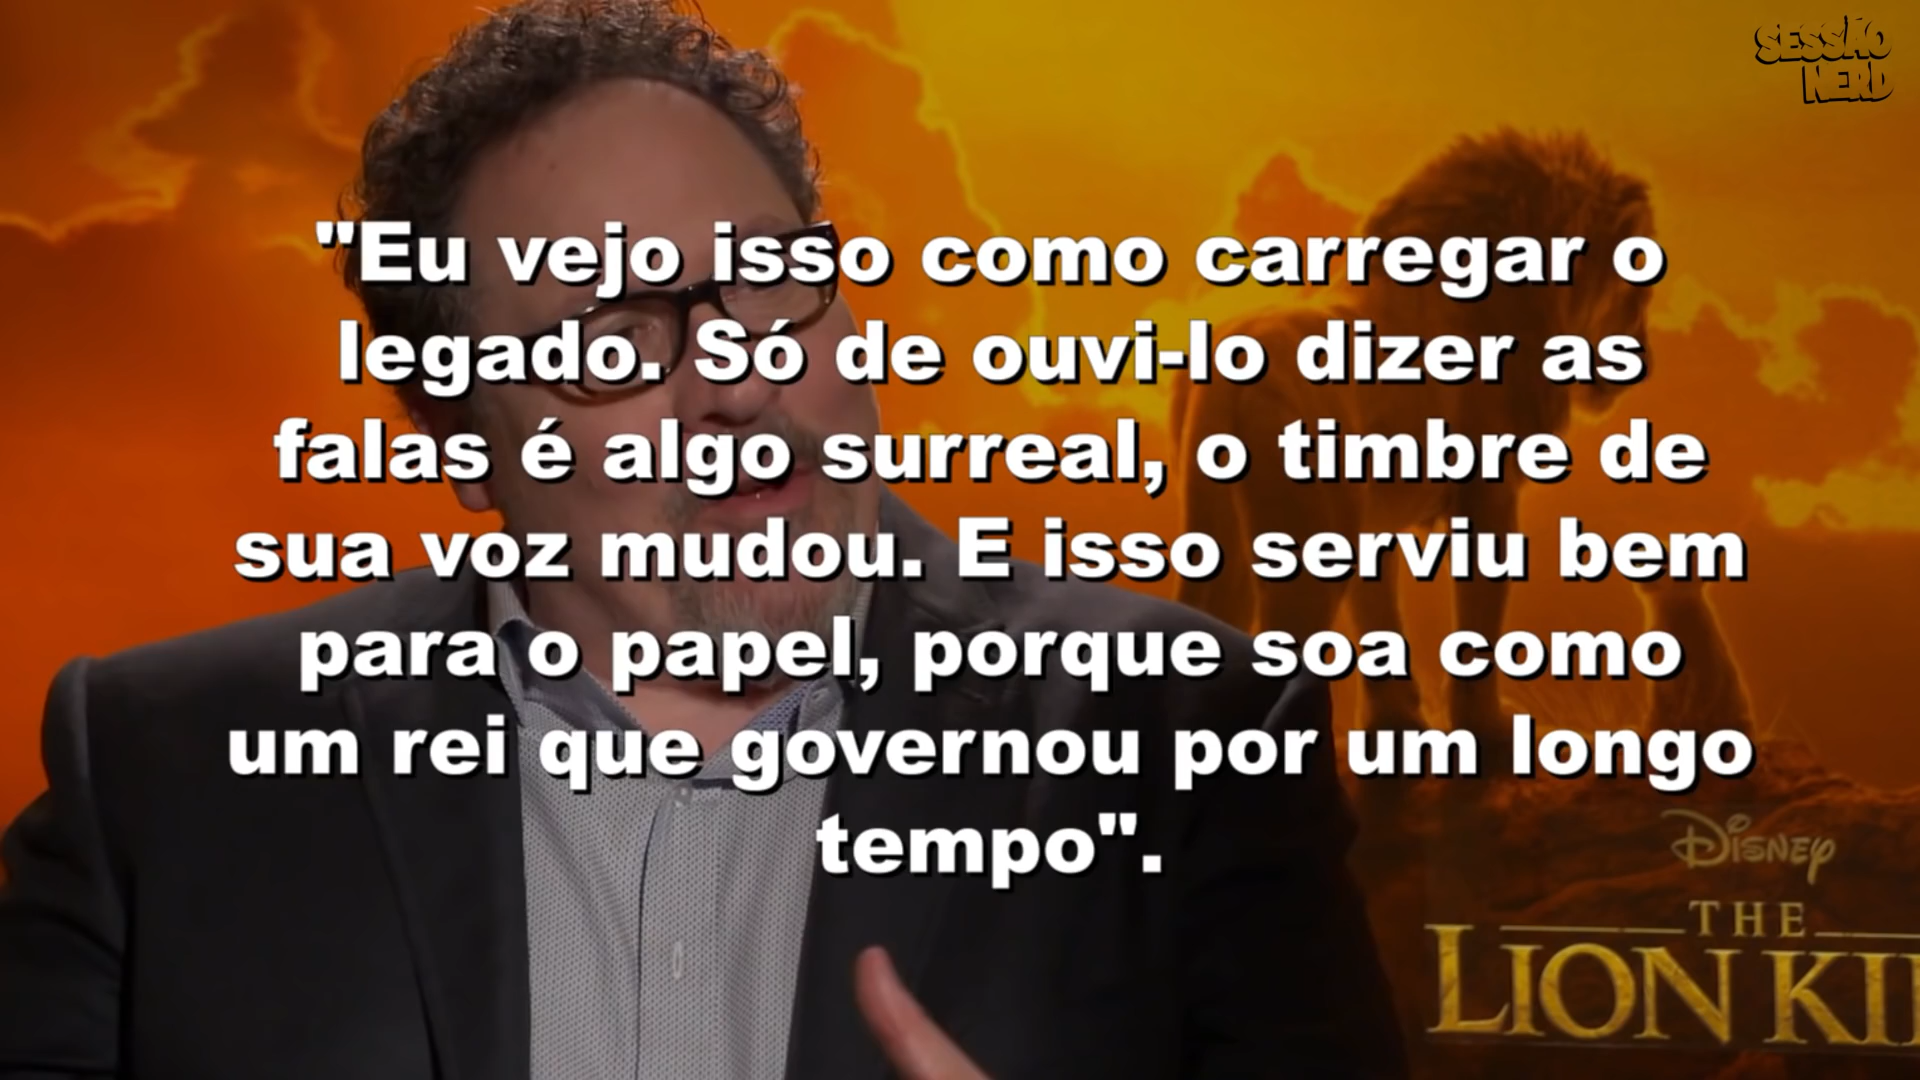 SESSÃO
NERD
"Eu vejo isso como carregar o
legado. Só de ouvi-lo dizer as
falas é algo surreal, o timbre de
sua voz mudou. E isso serviu bem
para o papel, porque soa como
um rei que governou por um longo
tempo".
DISNEY
THE
LION KI